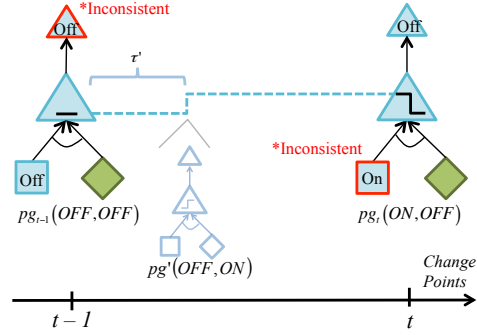 *Inconsistent
Off
Off
τ'
*Inconsistent
Off
On
pg_{t-1}(OFF,OFF)
pg_t(ON,OFF)
pg'(OFF,ON)
Change
Points
t – 1
t